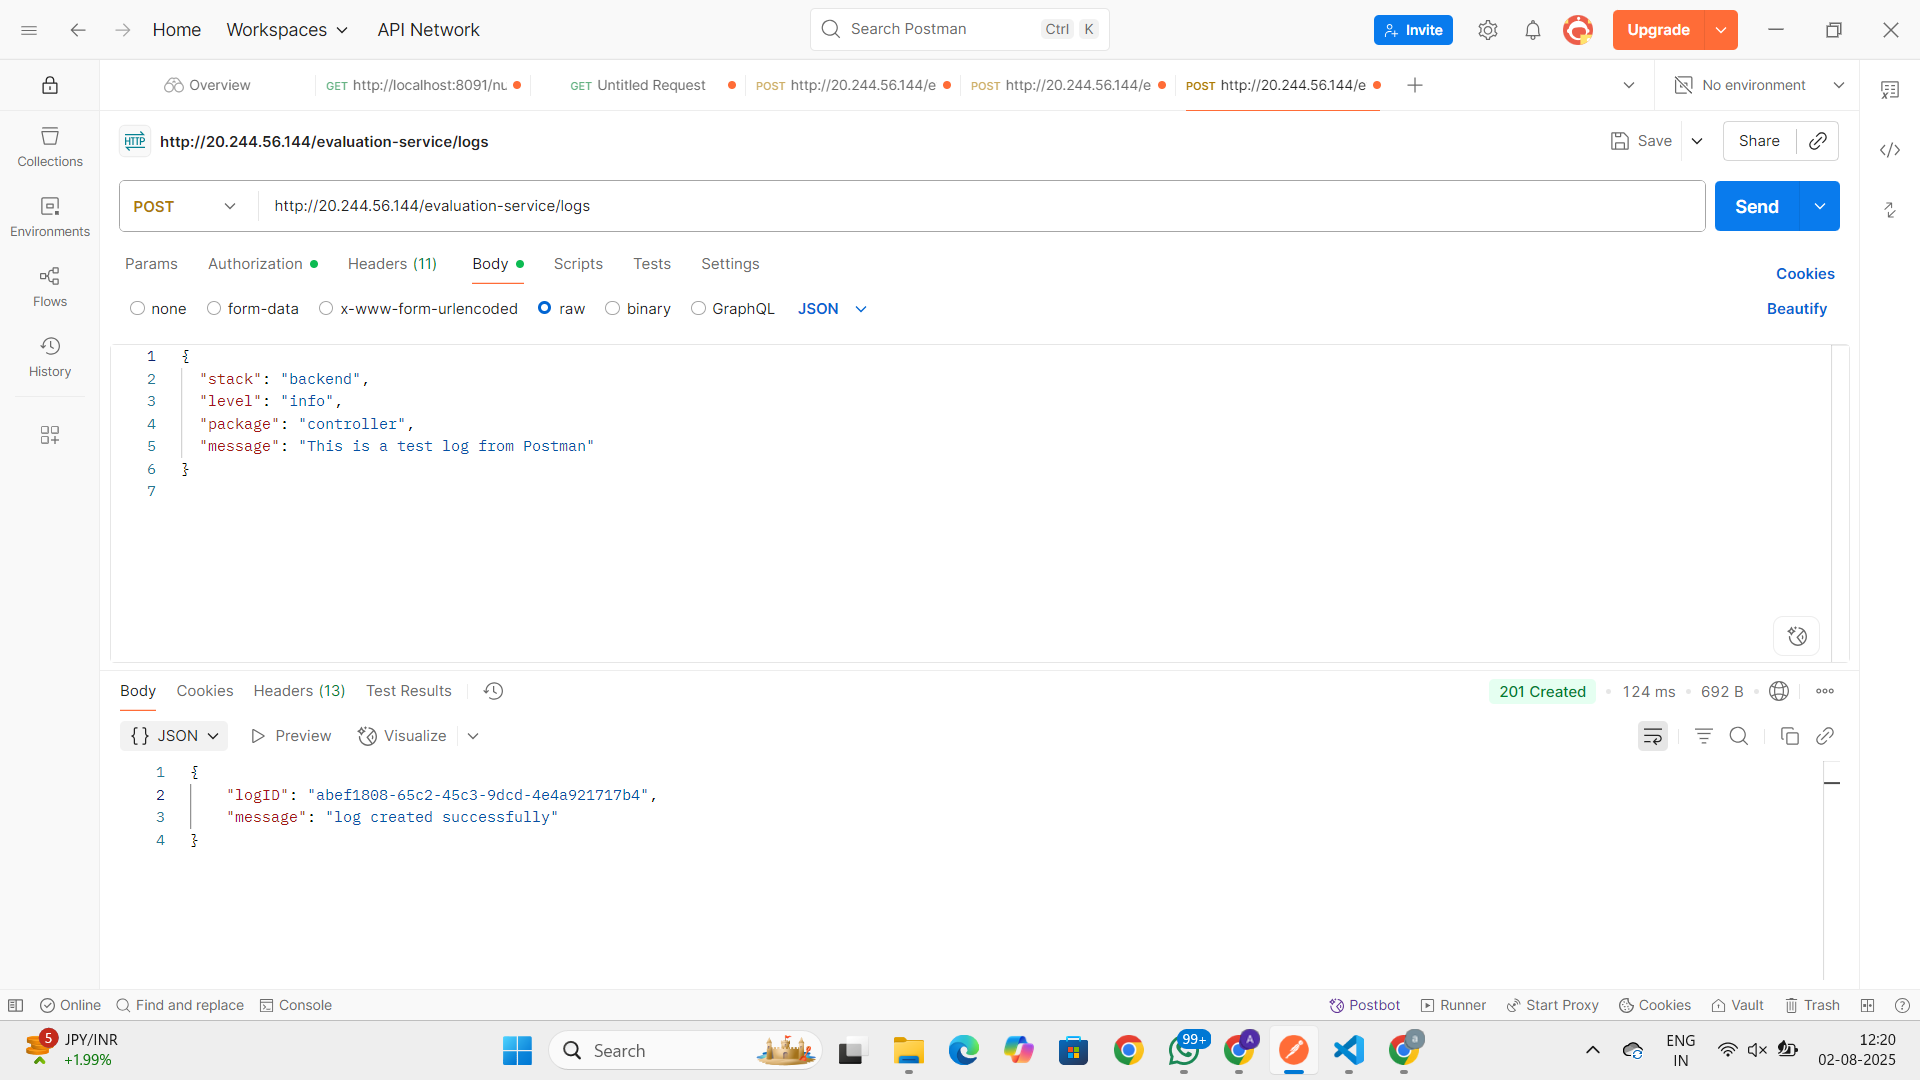 Home
Workspaces
API Network
Search Postman
Ctrl
K
Invite
Upgrade
Overview
GET http://localhost:8091/nu
GET Untitled Request
POST http://20.244.56.144/e
POST http://20.244.56.144/e
POST http://20.244.56.144/e
No environment
Collections
Environments
Flows
History
HTTP
http://20.244.56.144/evaluation-service/logs
Save
Share
POST
http://20.244.56.144/evaluation-service/logs
Send
Params
Authorization
Headers (11)
Body
Scripts
Tests
Settings
Cookies
none
form-data
x-www-form-urlencoded
raw
binary
GraphQL
JSON
Beautify
1 {
2 "stack": "backend",
3 "level": "info",
4 "package": "controller",
5 "message": "This is a test log from Postman"
6 }
7
Body
Cookies
Headers (13)
Test Results
201 Created
124 ms
692 B
{} JSON
Preview
Visualize
1 {
2 "logID": "abef1808-65c2-45c3-9dcd-4e4a921717b4",
3 "message": "log created successfully"
4 }
Online
Find and replace
Console
Postbot
Runner
Start Proxy
Cookies
Vault
Trash
5
JPY/INR
+1.99%
Search
99+
A
a
ENG
IN
12:20
02-08-2025